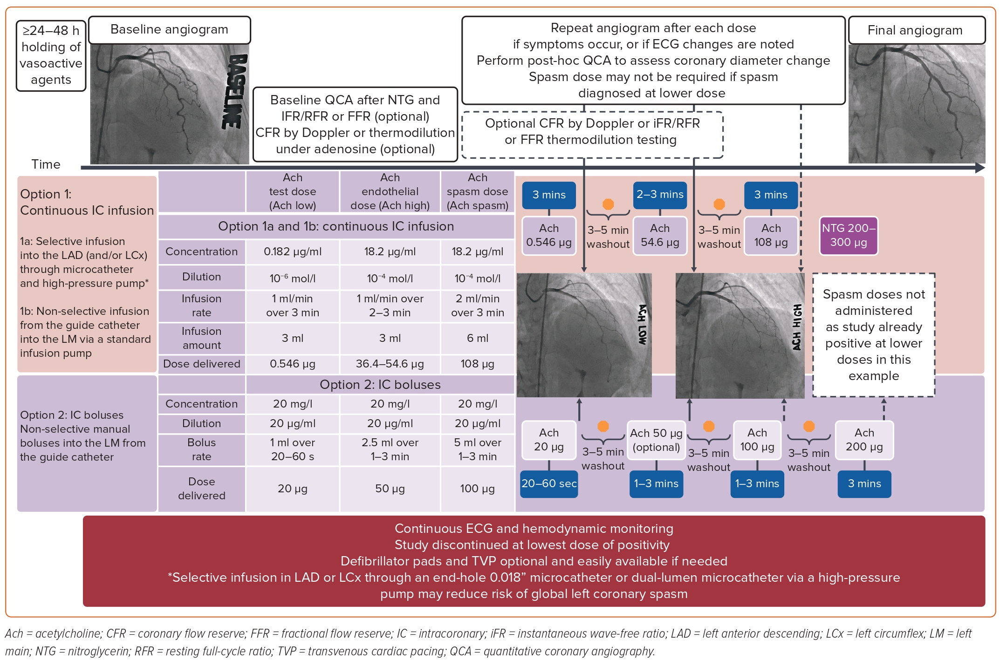 ≥24–48 h
holding of
vasoactive
agents
Baseline angiogram
BASELINE
Baseline QCA after NTG and
IFR/RFR or FFR (optional)
CFR by Doppler or thermodilution
under adenosine (optional)
Repeat angiogram after each dose
if symptoms occur, or if ECG changes are noted
Perform post-hoc QCA to assess coronary diameter change
Spasm dose may not be required if spasm
diagnosed at lower dose
Optional CFR by Doppler or iFR/RFR
or FFR thermodilution testing
Final angiogram
Time
Option 1:
Continuous IC infusion
1a: Selective infusion
into the LAD (and/or LCx)
through microcatheter
and high-pressure pump*
1b: Non-selective infusion
from the guide catheter
into the LM via a standard
infusion pump
Ach
test dose
(Ach low)
Ach
endothelial
dose (Ach high)
Ach
spasm dose
(Ach spasm)
Option 1a and 1b: continuous IC infusion
Concentration 0.182 µg/ml 18.2 µg/ml 18.2 µg/ml
Dilution 10⁻⁶ mol/l 10⁻⁴ mol/l 10⁻⁴ mol/l
Infusion
rate
1 ml/min
over 3 min
1 ml/min over
2–3 min
2 ml/min
over 3 min
Infusion
amount
3 ml 3 ml 6 ml
Dose delivered 0.546 µg 36.4–54.6 µg 108 µg
3 mins
Ach
0.546 µg
3–5 min
washout
2–3 mins
Ach
54.6 µg
3–5 min
washout
3 mins
Ach
108 µg
NTG 200–
300 µg
ACH LOW
ACH HIGH
Spasm doses not
administered
as study already
positive at lower
doses in this
example
Option 2: IC boluses
Non-selective manual
boluses into the LM from
the guide catheter
Option 2: IC boluses
Concentration 20 mg/l 20 mg/l 20 mg/l
Dilution 20 µg/ml 20 µg/ml 20 µg/ml
Bolus
rate
1 ml over
20–60 s
2.5 ml over
1–3 min
5 ml over
1–3 min
Dose
delivered
20 µg 50 µg 100 µg
Ach
20 µg
20–60 sec
3–5 min
washout
Ach 50 µg
(optional)
1–3 mins
3–5 min
washout
Ach
100 µg
1–3 mins
3–5 min
washout
Ach
200 µg
3 mins
Continuous ECG and hemodynamic monitoring
Study discontinued at lowest dose of positivity
Defibrillator pads and TVP optional and easily available if needed
*Selective infusion in LAD or LCx through an end-hole 0.018” microcatheter or dual-lumen microcatheter via a high-pressure
pump may reduce risk of global left coronary spasm
Ach = acetylcholine; CFR = coronary flow reserve; FFR = fractional flow reserve; IC = intracoronary; iFR = instantaneous wave-free ratio; LAD = left anterior descending; LCx = left circumflex; LM = left
main; NTG = nitroglycerin; RFR = resting full-cycle ratio; TVP = transvenous cardiac pacing; QCA = quantitative coronary angiography.